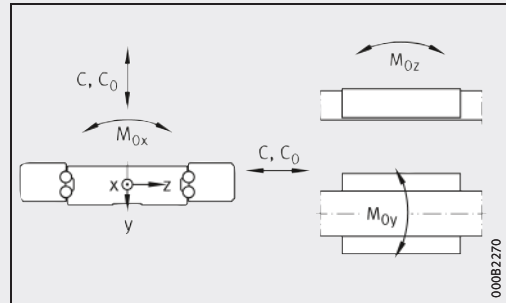 C, C₀
M₀ₓ
x z
y
C, C₀
M₀z
M₀y
000B2270